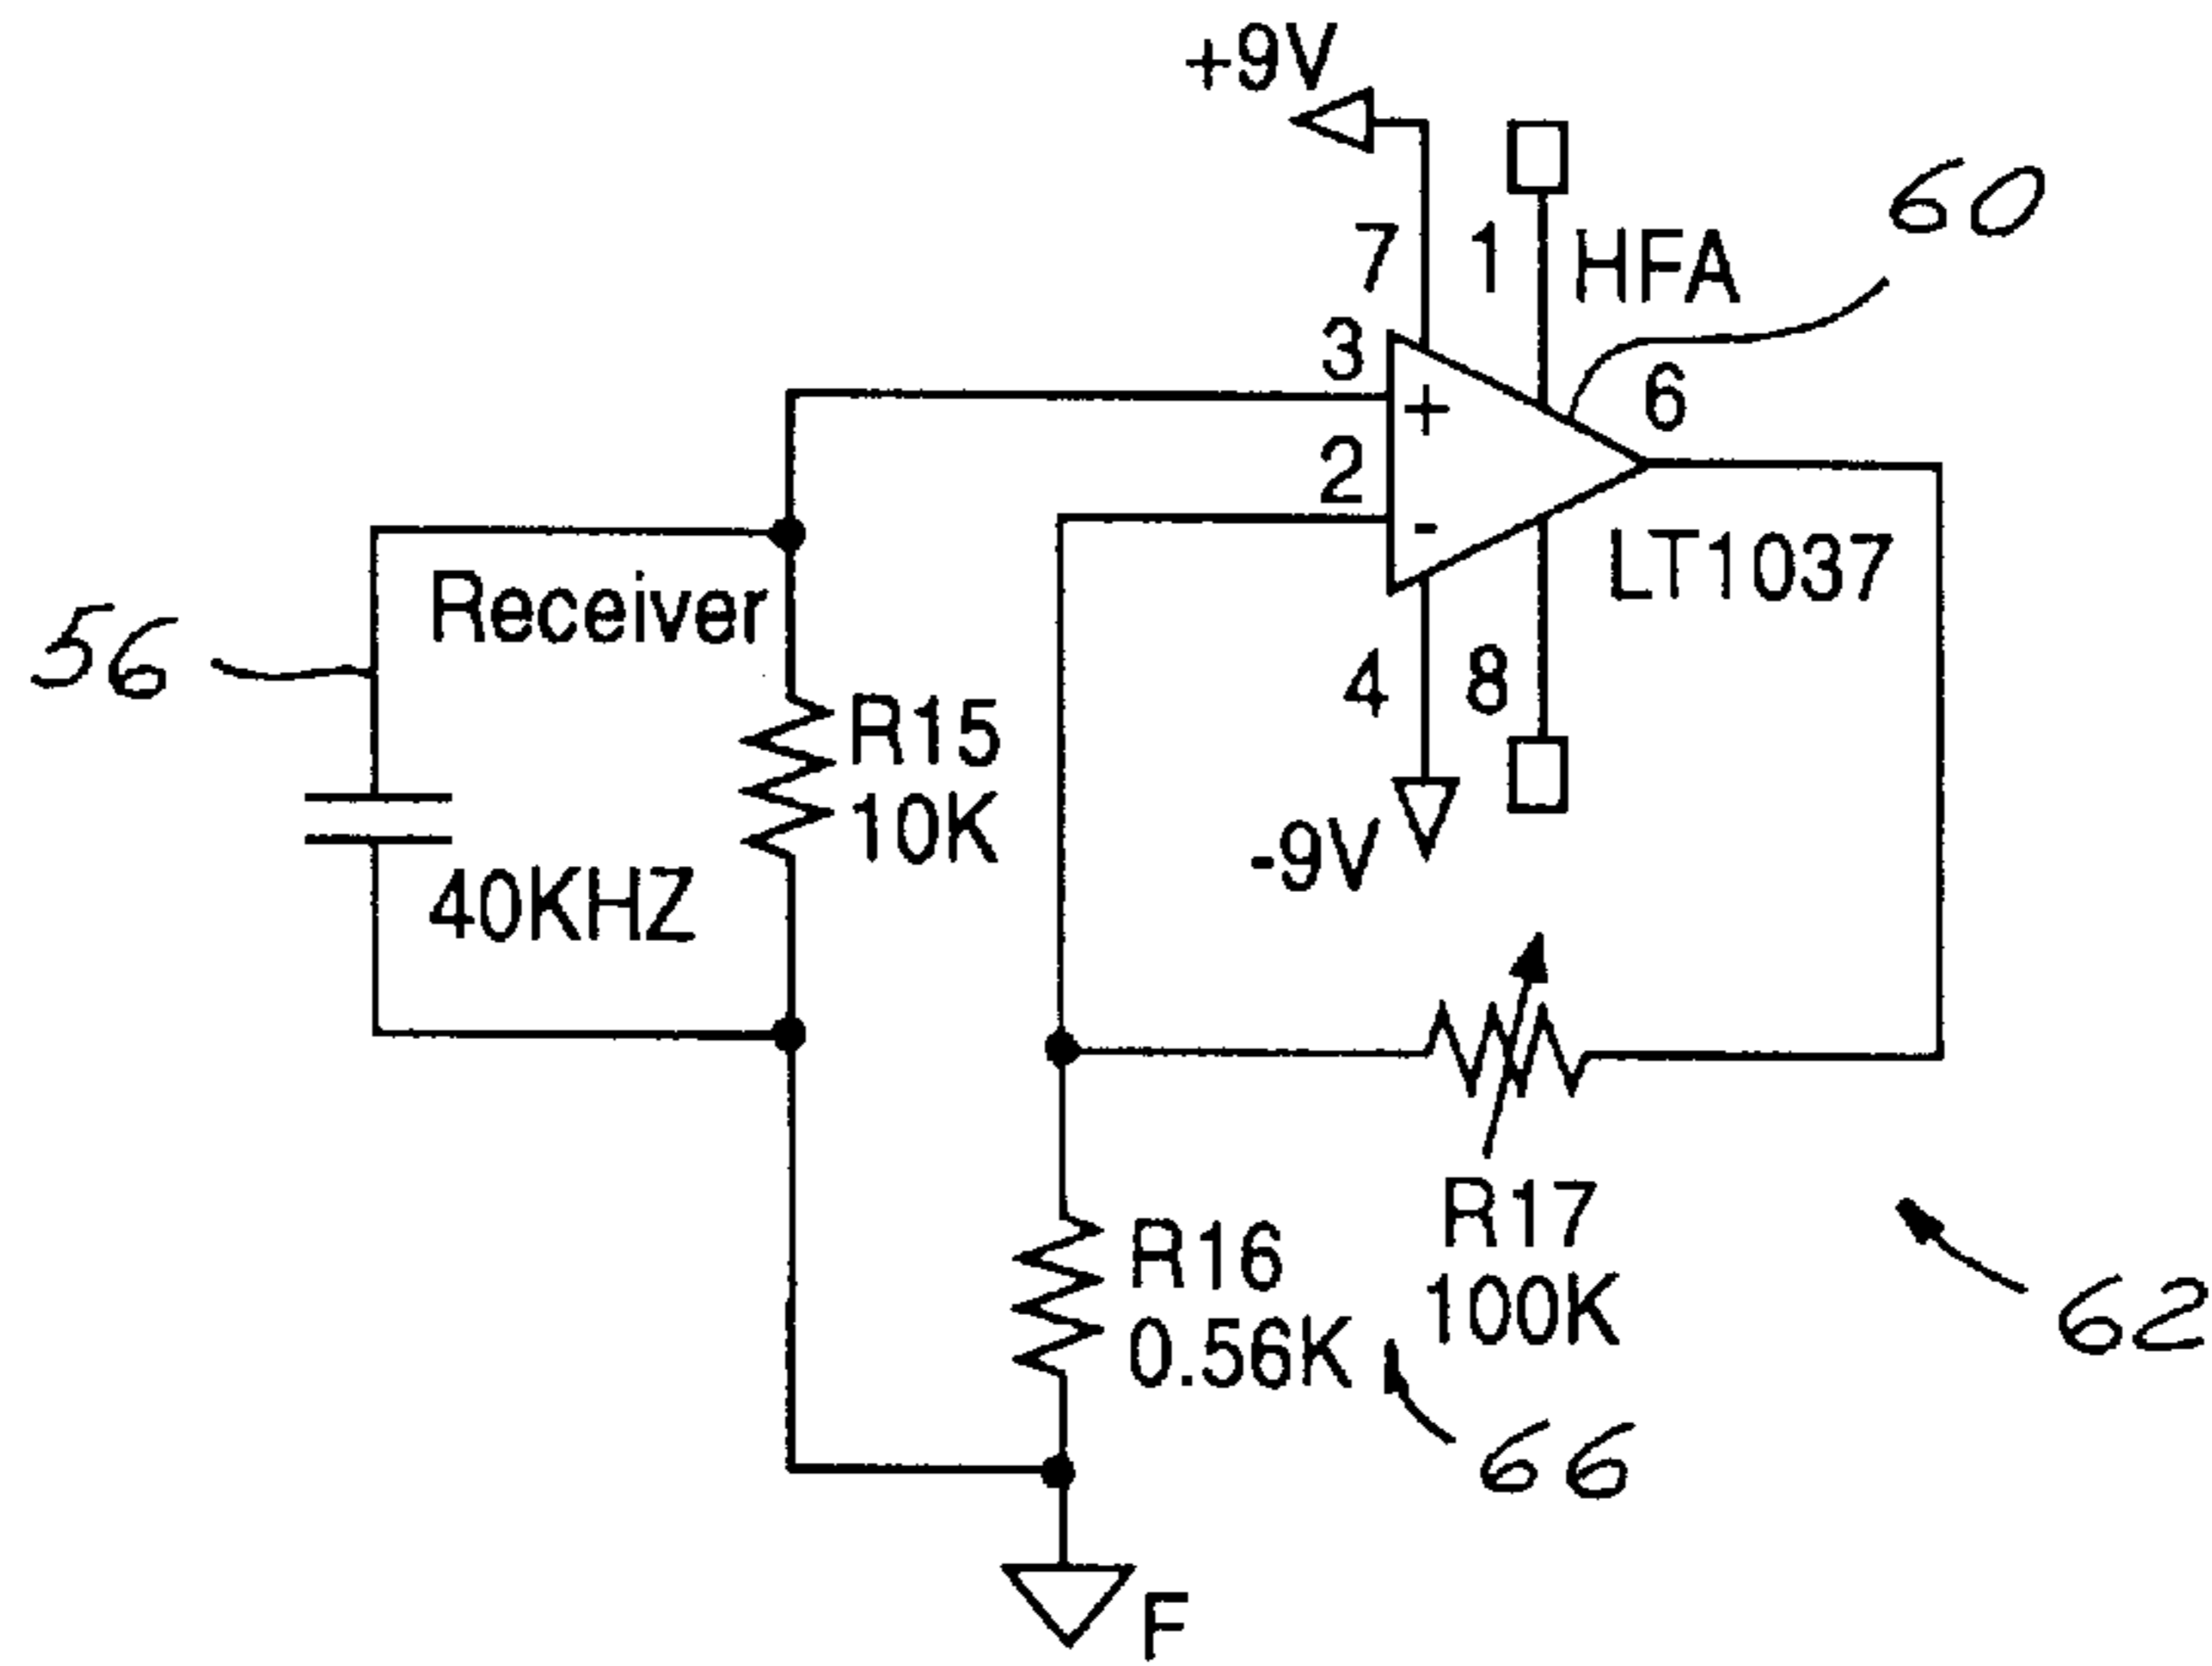 +9V
7
1
HFA
60
3
6
2
LT1037
Receiver
56
4
8
R15
10K
-9V
40KHZ
R17
100K
R16
0.56K
62
66
F